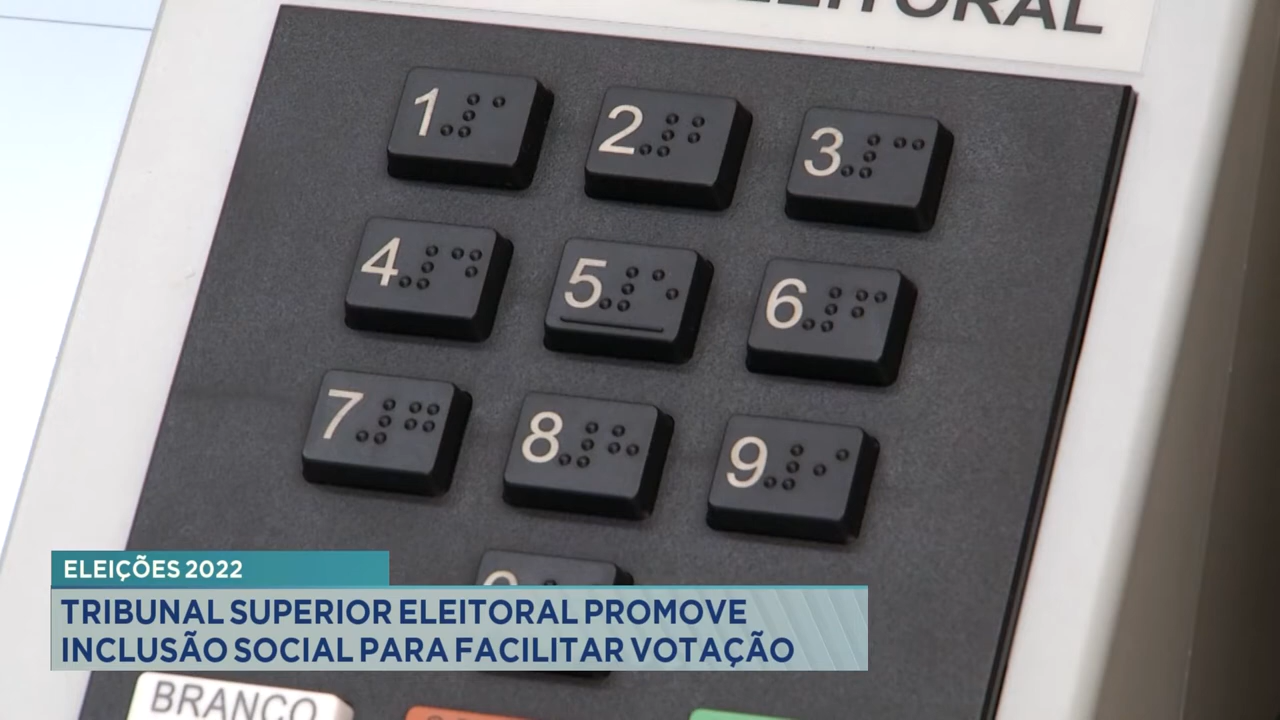 ELEITORAL
1 2 3
4 5 6
7 8 9
ELEIÇÕES 2022
TRIBUNAL SUPERIOR ELEITORAL PROMOVE
INCLUSÃO SOCIAL PARA FACILITAR VOTAÇÃO
BRANCO